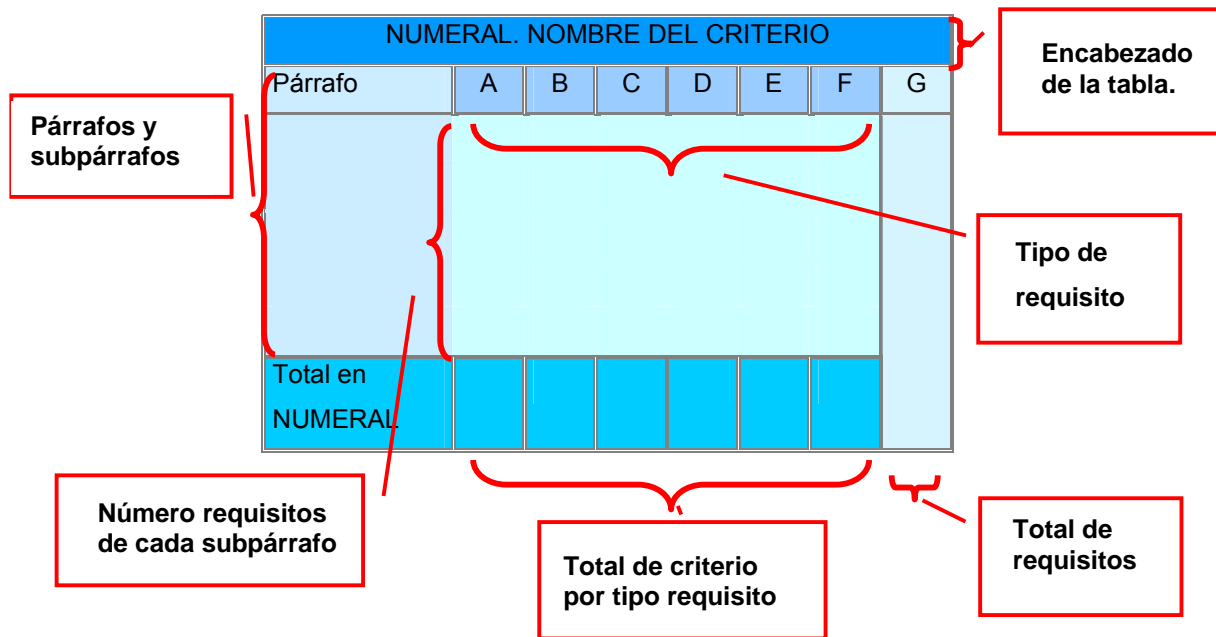 NUMERAL. NOMBRE DEL CRITERIO
Encabezado
de la tabla.
Párrafo A B C D E F G
Párrafos y
subpárrafos
Tipo de
requisito
Total en
NUMERAL
Número requisitos
de cada subpárrafo
Total de criterio
por tipo requisito
Total de
requisitos